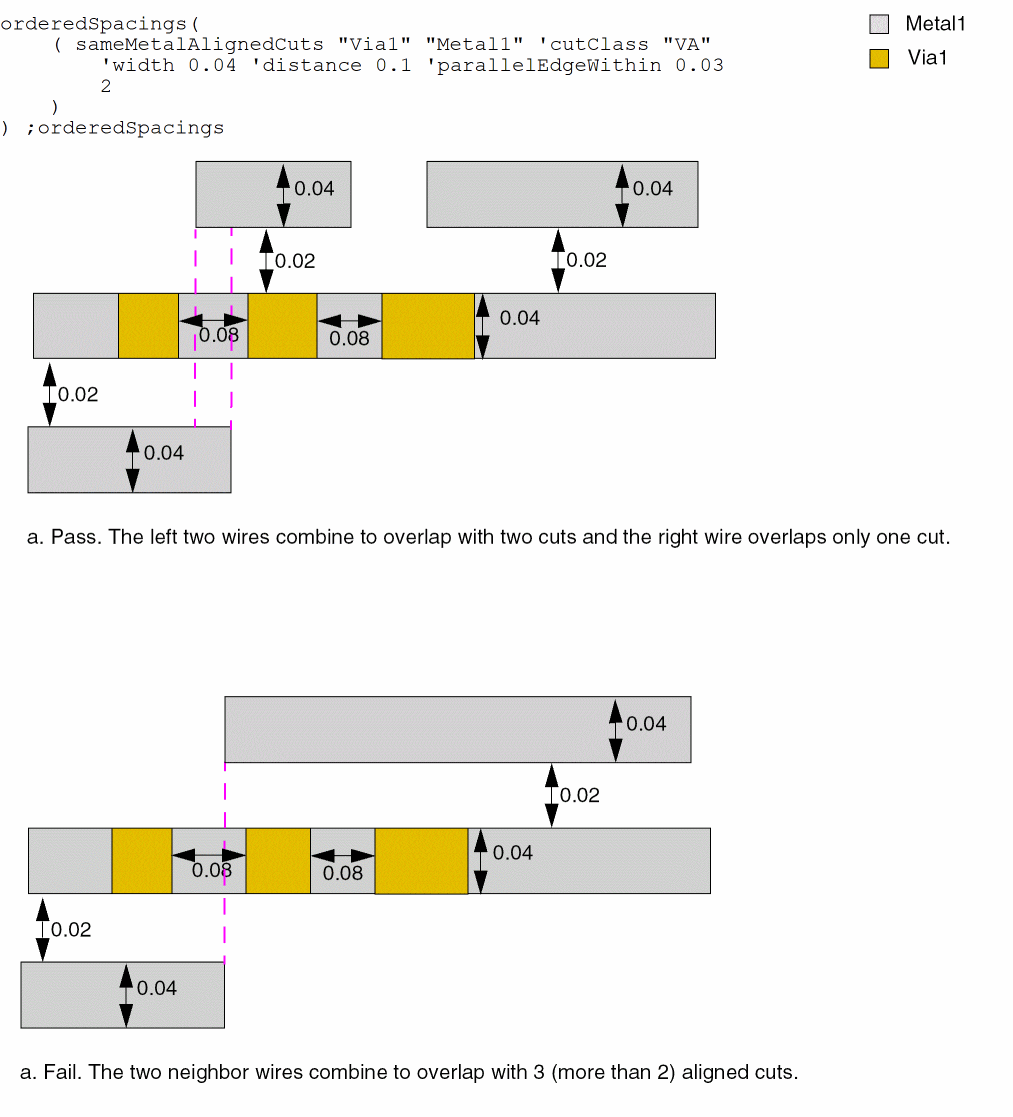 orderedSpacings(
( sameMetalAlignedCuts "Via1" "Metal1" 'cutClass "VA"
'width 0.04 'distance 0.1 'parallelEdgeWithin 0.03
2
)
) ;orderedSpacings
Metal1
Via1
0.04
0.04
0.02
0.02
0.08
0.08
0.04
0.02
0.04
a. Pass. The left two wires combine to overlap with two cuts and the right wire overlaps only one cut.
0.04
0.02
0.08
0.08
0.04
0.02
0.04
a. Fail. The two neighbor wires combine to overlap with 3 (more than 2) aligned cuts.